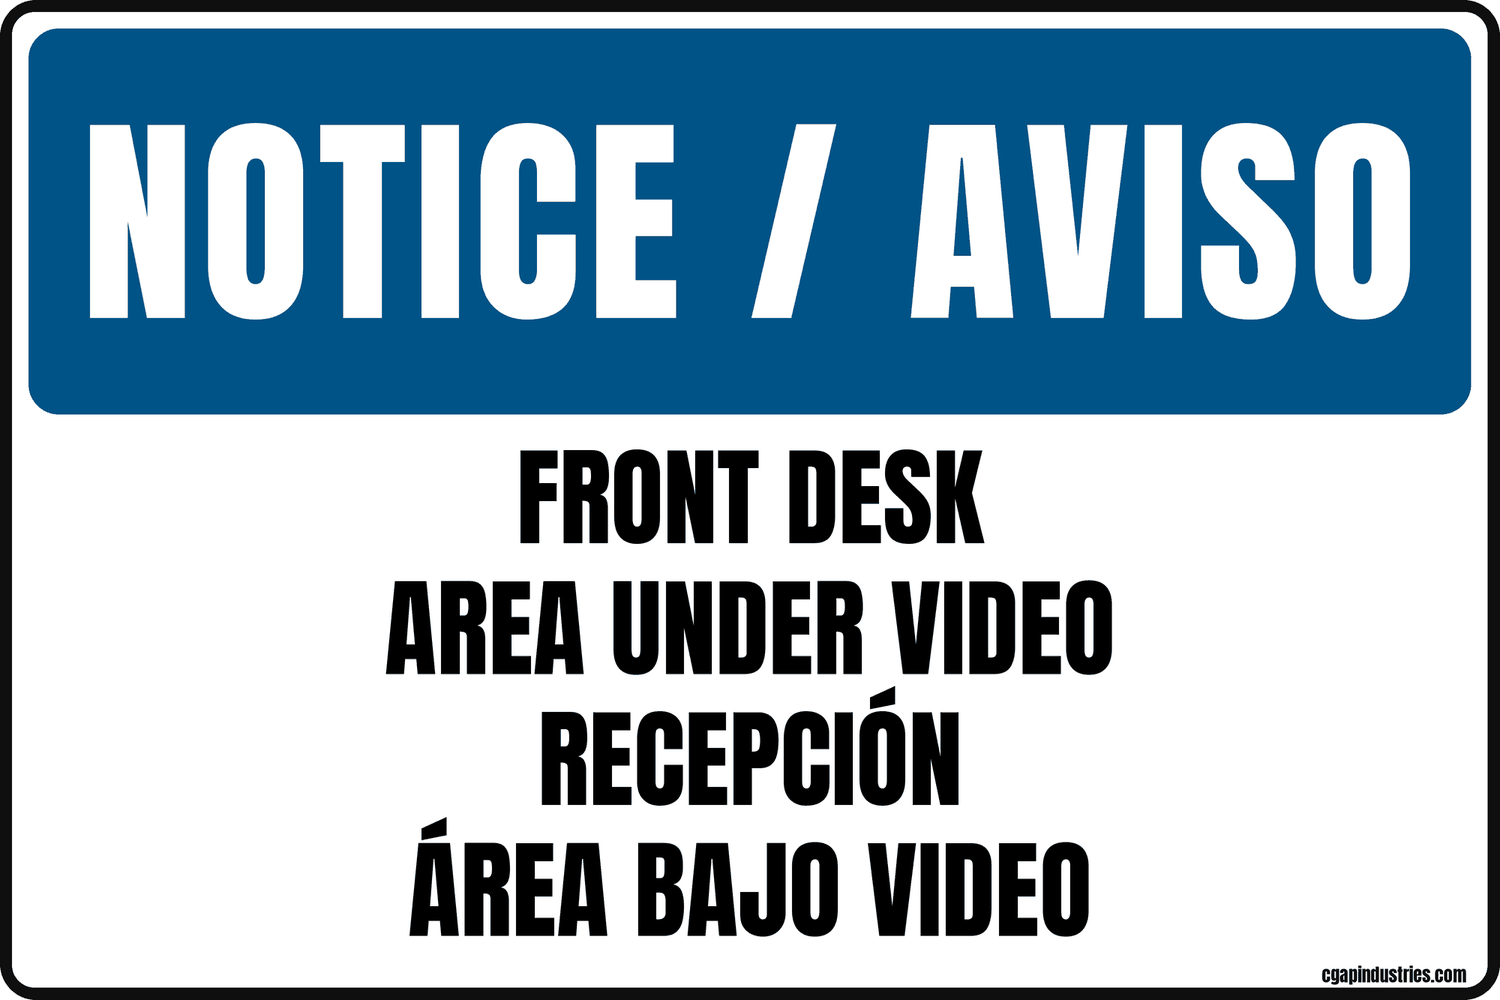 NOTICE / AVISO
FRONT DESK
AREA UNDER VIDEO
RECEPCIÓN
ÁREA BAJO VIDEO
cgapindustries.com